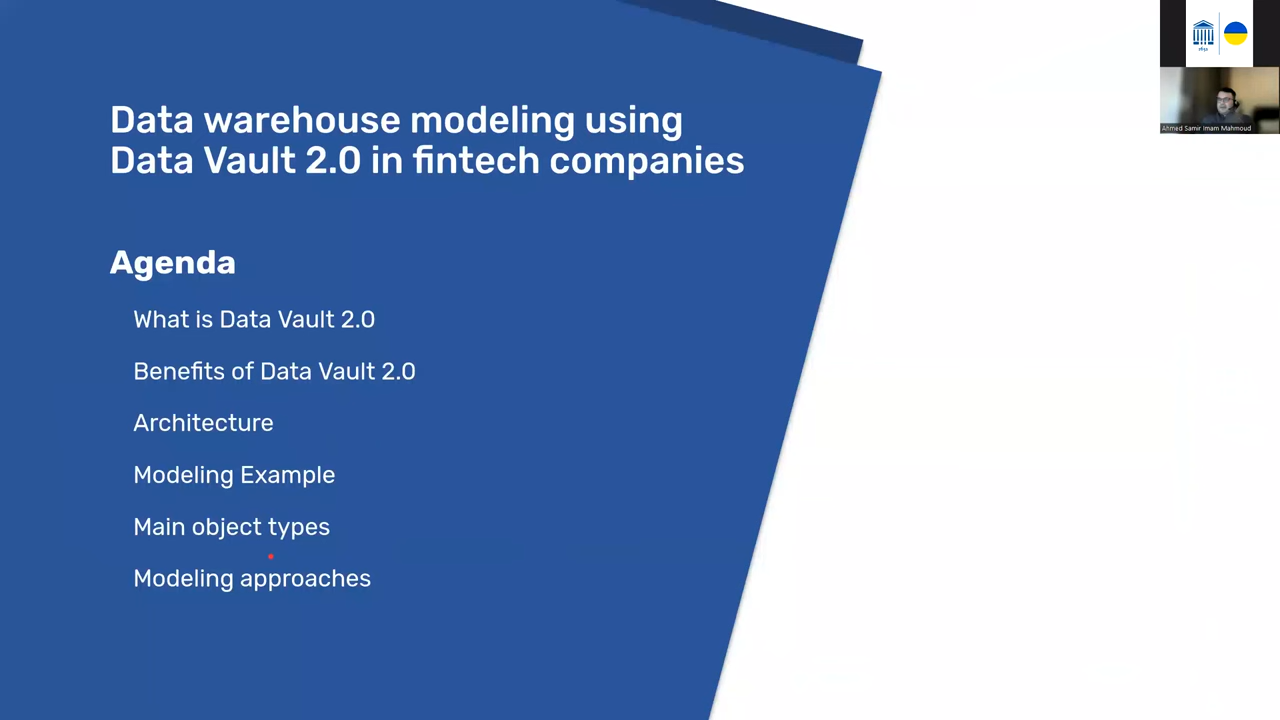 Data warehouse modeling using
Data Vault 2.0 in fintech companies
Agenda
What is Data Vault 2.0
Benefits of Data Vault 2.0
Architecture
Modeling Example
Main object types
Modeling approaches
1632
Ahmed Samir Imam Mahmoud